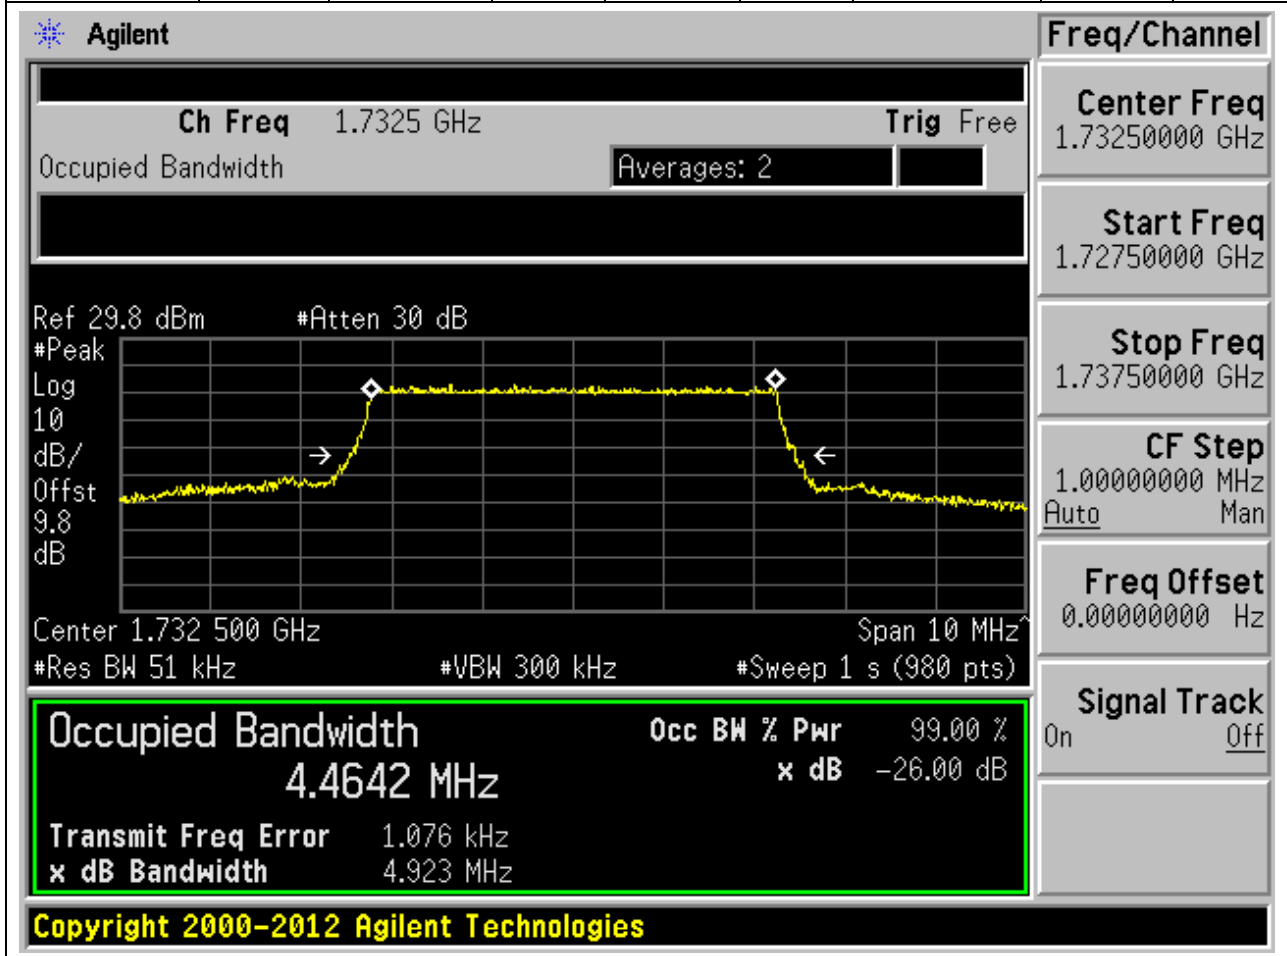 Agilent
Freq/Channel
Ch Freq 1.7325 GHz
Trig Free
Occupied Bandwidth
Averages: 2
Center Freq
1.73250000 GHz
Start Freq
1.72750000 GHz
Stop Freq
1.73750000 GHz
CF Step
1.00000000 MHz
Auto Man
Freq Offset
0.00000000 Hz
Signal Track
On Off
Ref 29.8 dBm #Atten 30 dB
#Peak
Log
10
dB/
Offst
9.8
dB
Center 1.732 500 GHz Span 10 MHz^
#Res BW 51 kHz #VBW 300 kHz #Sweep 1 s (980 pts)
Occupied Bandwidth
4.4642 MHz
Occ BW % Pwr 99.00 %
x dB -26.00 dB
Transmit Freq Error 1.076 kHz
x dB Bandwidth 4.923 MHz
Copyright 2000-2012 Agilent Technologies